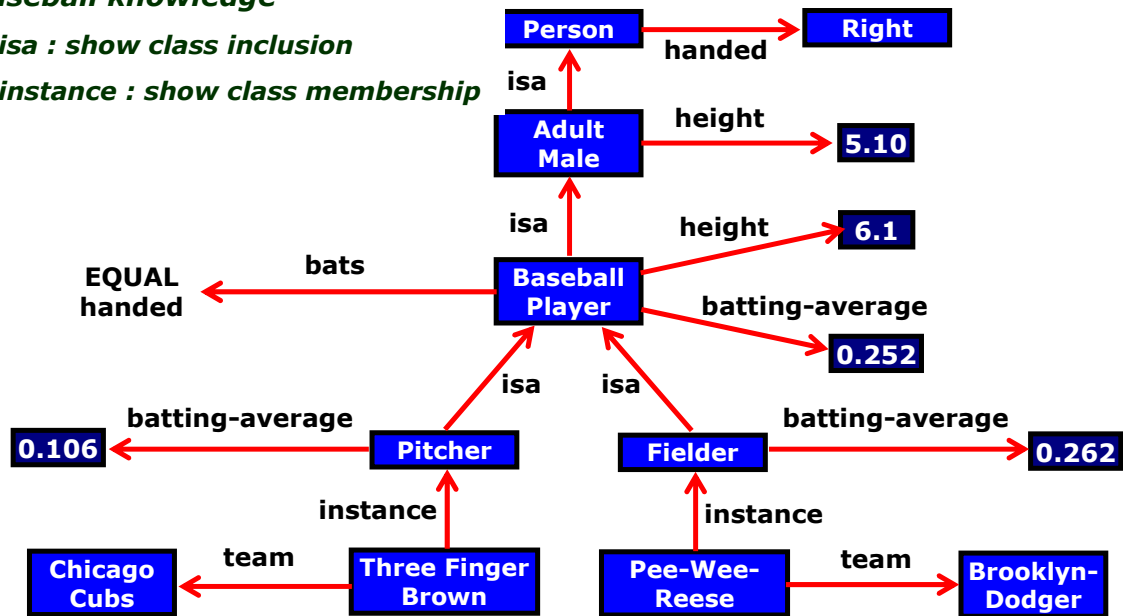 baseball knowledge
isa : show class inclusion
instance : show class membership
Person
handed
Right
isa
Adult
Male
height
5.10
isa
height
6.1
EQUAL
handed
bats
Baseball
Player
batting-average
0.252
isa
isa
batting-average
0.106
Pitcher
Fielder
batting-average
0.262
instance
instance
Chicago
Cubs
team
Three Finger
Brown
Pee-Wee-
Reese
team
Brooklyn-
Dodger